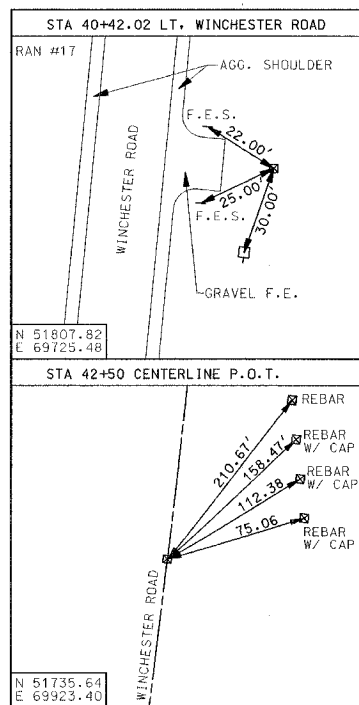 STA 40+42.02 LT. WINCHESTER ROAD
RAN #17
AGG. SHOULDER
F.E.S.
22.00'
WINCHESTER ROAD
25.00'
F.E.S.
30.00'
GRAVEL F.E.
N 51807.82
E 69725.48
STA 42+50 CENTERLINE P.O.T.
REBAR
210.67'
REBAR
W/ CAP
158.47'
REBAR
W/ CAP
112.38
REBAR
W/ CAP
75.06
WINCHESTER ROAD
N 51735.64
E 69923.40